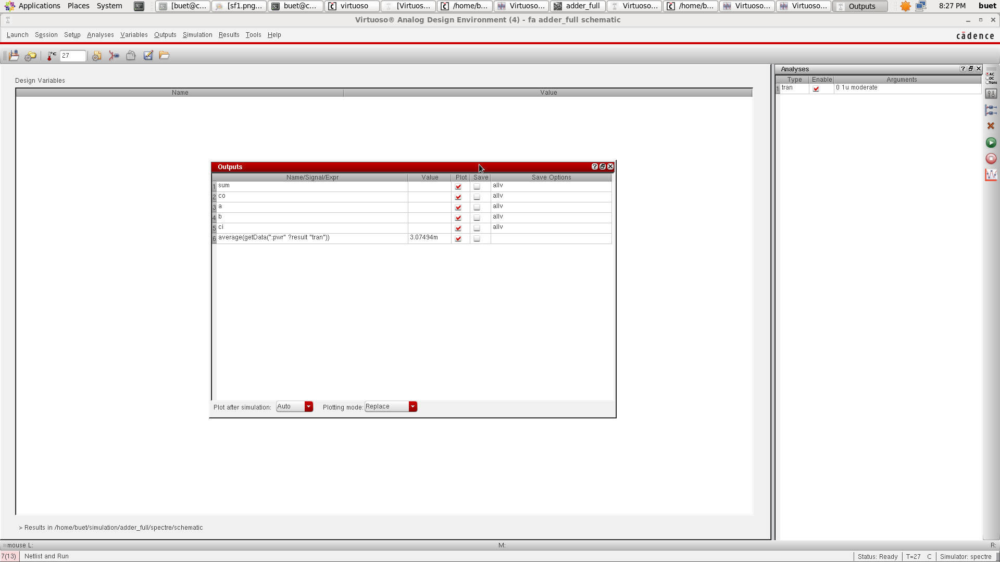 Applications Places System [buet@c... [sf1.png... buet@c... virtuoso [Virtuos... /home/b... Virtuoso... adder_full Virtuoso... /home/b... Virtuoso... Virtuoso... Outputs 8:27 PM buet
Virtuoso® Analog Design Environment (4) - fa adder_full schematic
Launch Session Setup Analyses Variables Outputs Simulation Results Tools Help
cādence
°C 27
Design Variables
Name Value
Analyses
Type Enable Arguments
1 tran 0 1u moderate
AC
DC
Trans
Outputs
Name/Signal/Expr Value Plot Save Save Options
1 sum allv
2 co allv
3 a allv
4 b allv
5 ci allv
6 average(getData(":pwr" ?result "tran")) 3.07494m
Plot after simulation: Auto Plotting mode: Replace
> Results in /home/buet/simulation/adder_full/spectre/schematic
mouse L: M: R:
7(13) Netlist and Run Status: Ready T=27 C Simulator: spectre